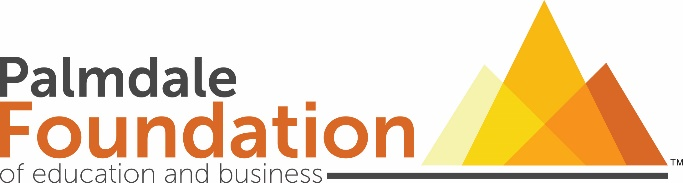 Palmdale
Foundation
of education and business
TM